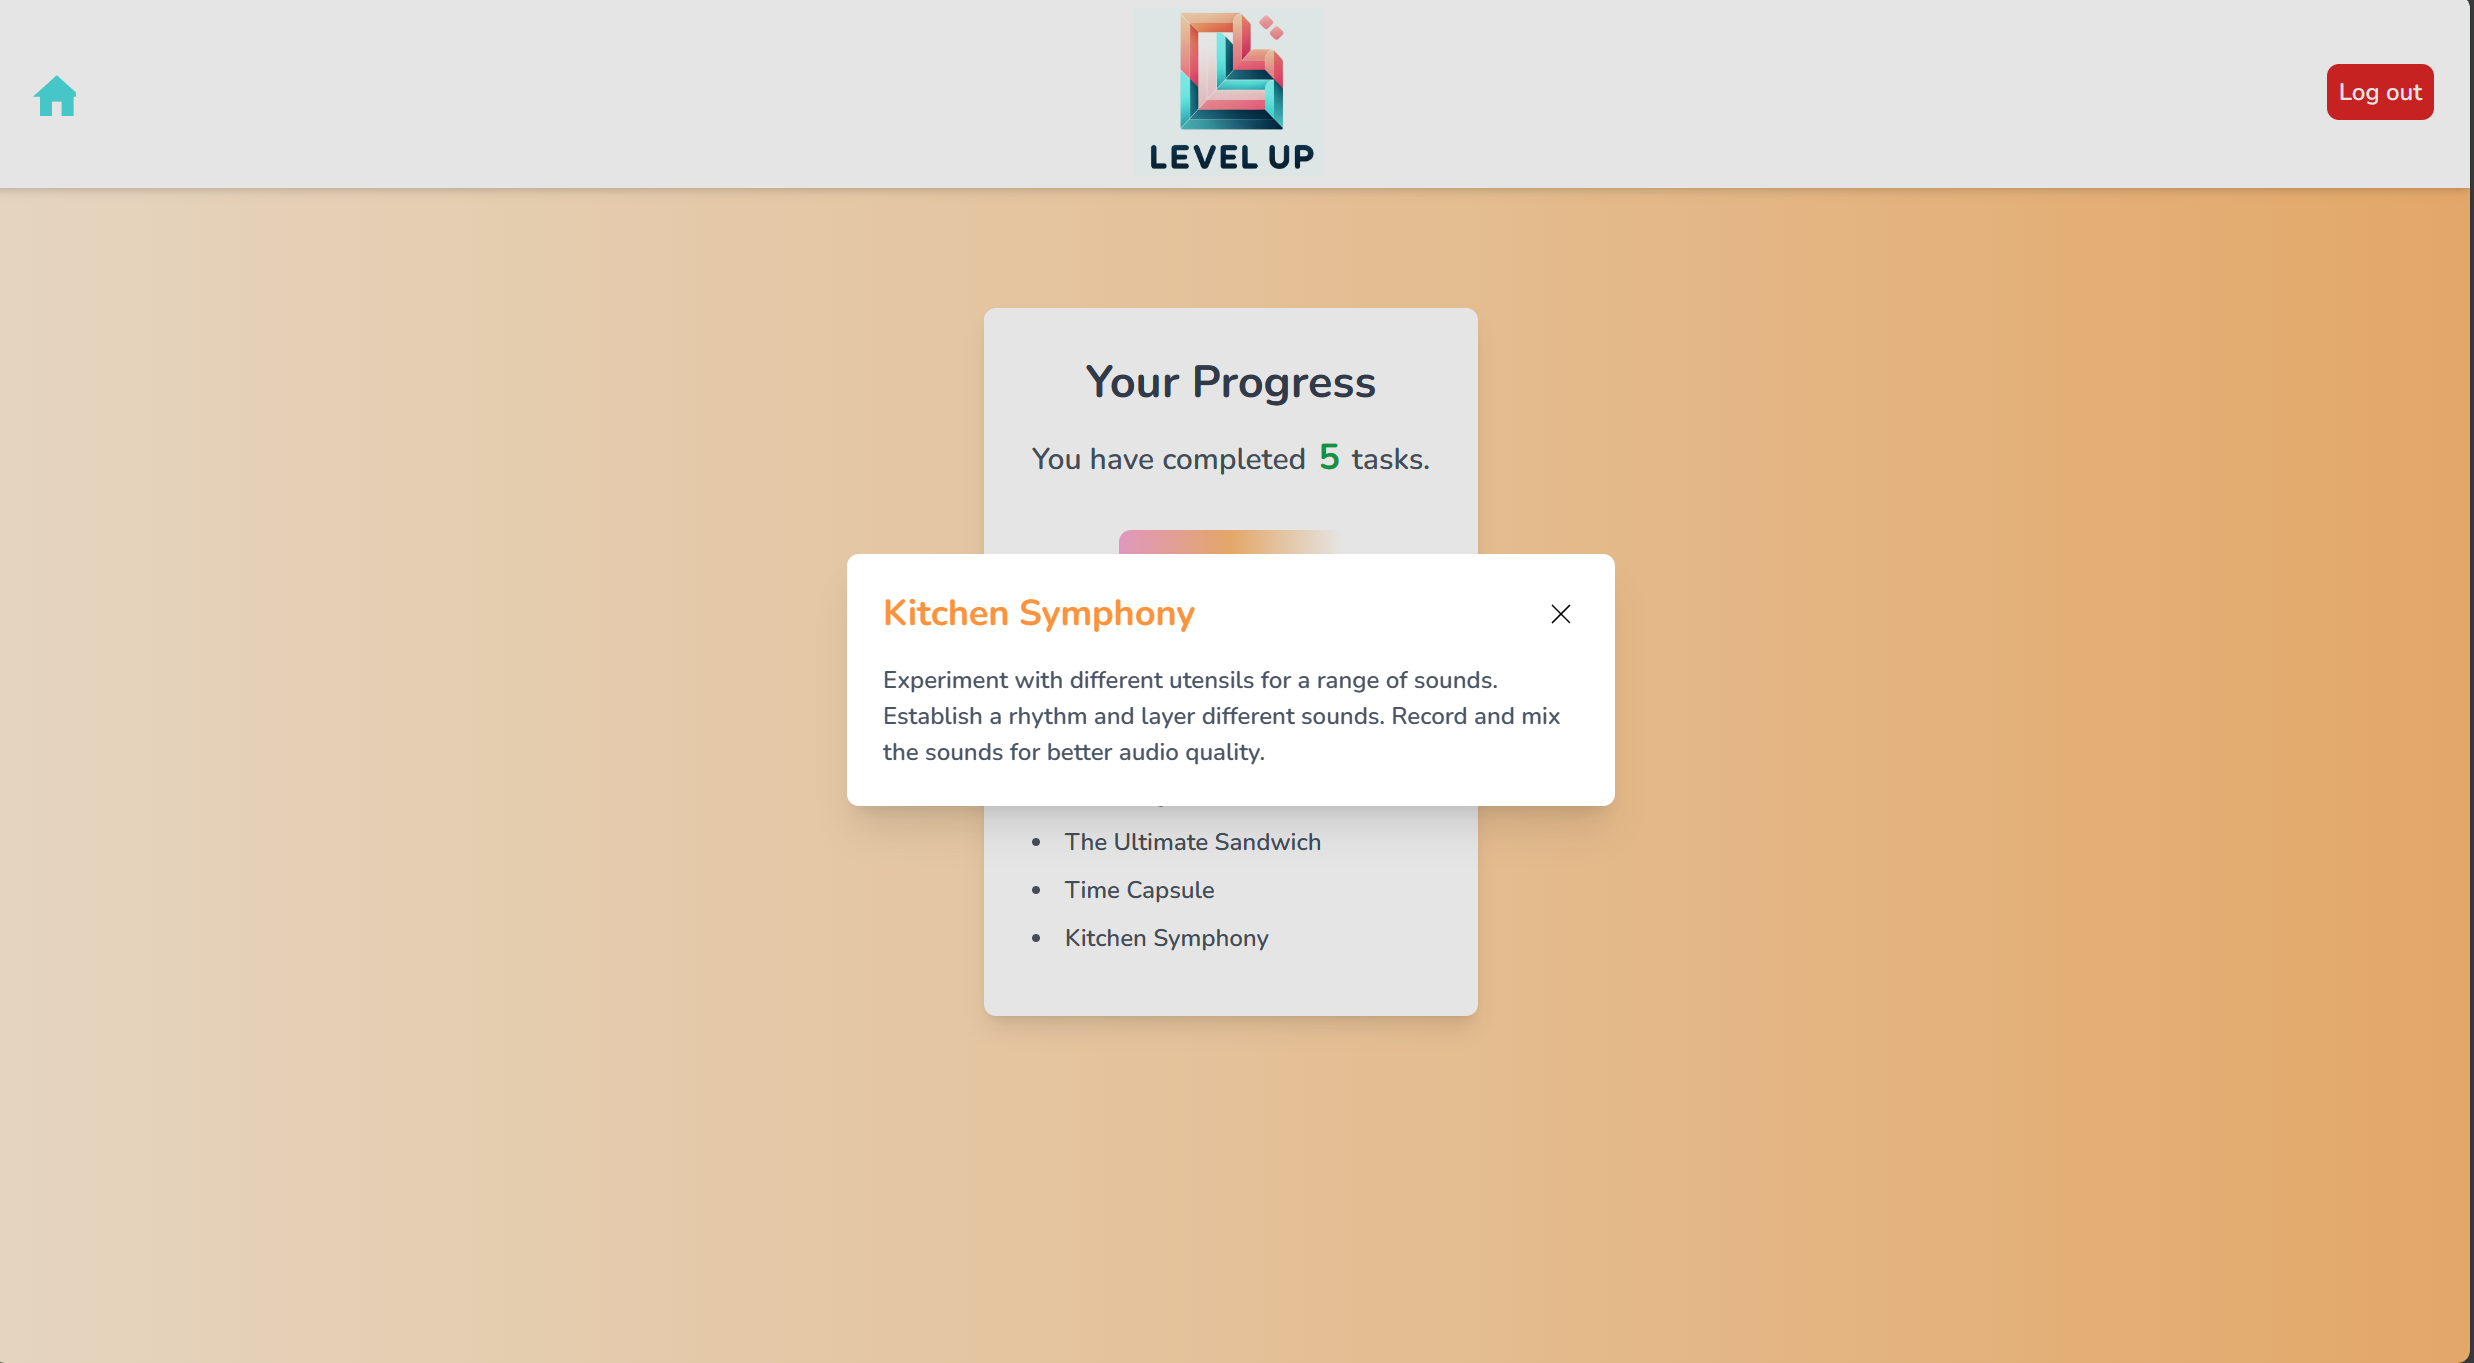 LEVEL UP
Log out
Your Progress
You have completed 5 tasks.
Kitchen Symphony
Experiment with different utensils for a range of sounds.
Establish a rhythm and layer different sounds. Record and mix
the sounds for better audio quality.
The Ultimate Sandwich
Time Capsule
Kitchen Symphony